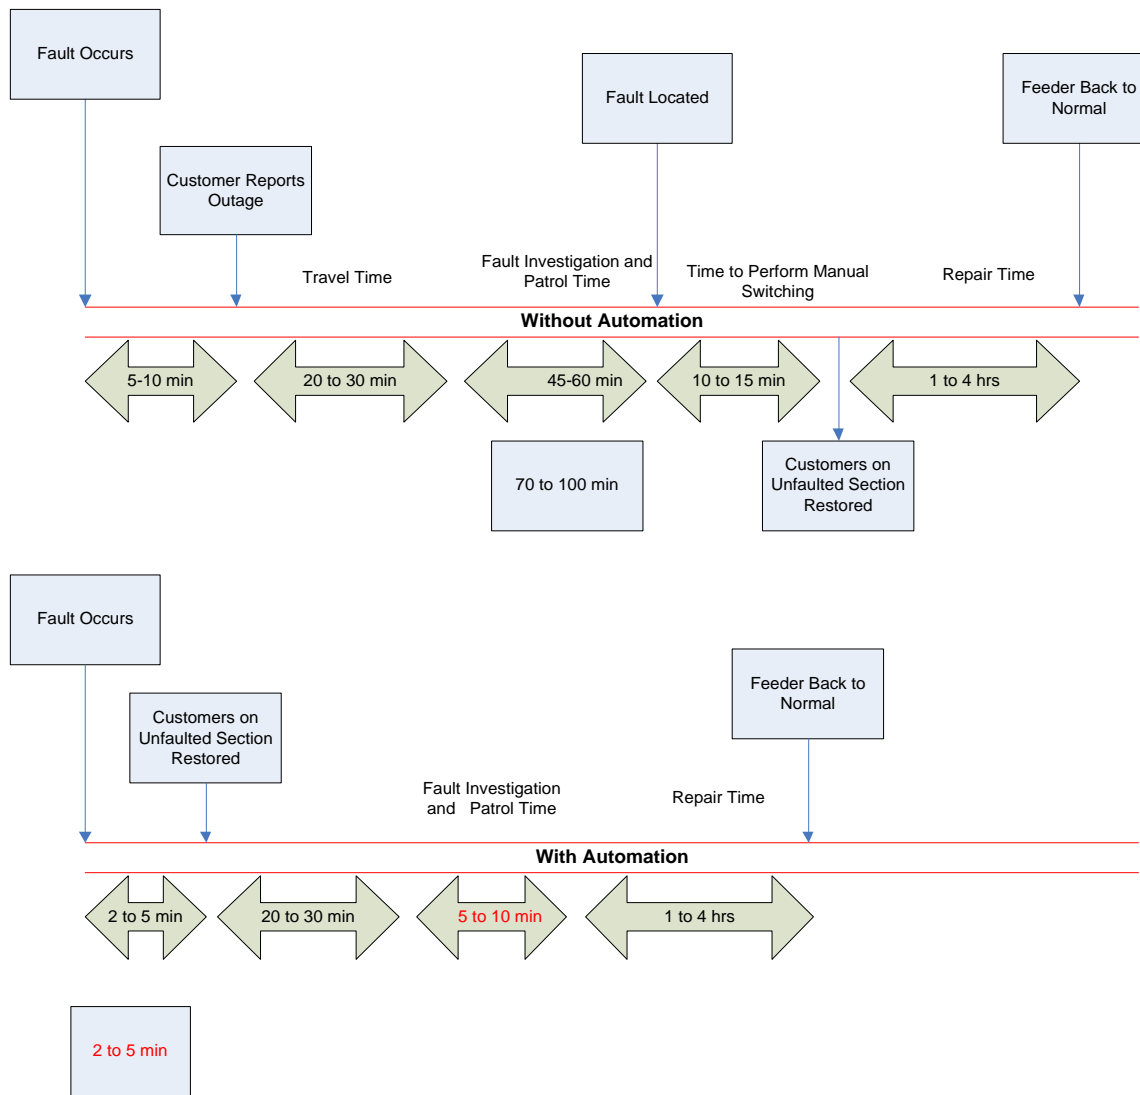 Fault Occurs
Fault Located
Feeder Back to
Normal
Customer Reports
Outage
Travel Time
Fault Investigation and
Patrol Time
Time to Perform Manual
Switching
Repair Time
Without Automation
5-10 min
20 to 30 min
45-60 min
10 to 15 min
1 to 4 hrs
70 to 100 min
Customers on
Unfaulted Section
Restored
Fault Occurs
Customers on
Unfaulted Section
Restored
Feeder Back to
Normal
Fault Investigation
and Patrol Time
Repair Time
With Automation
2 to 5 min
20 to 30 min
5 to 10 min
1 to 4 hrs
2 to 5 min